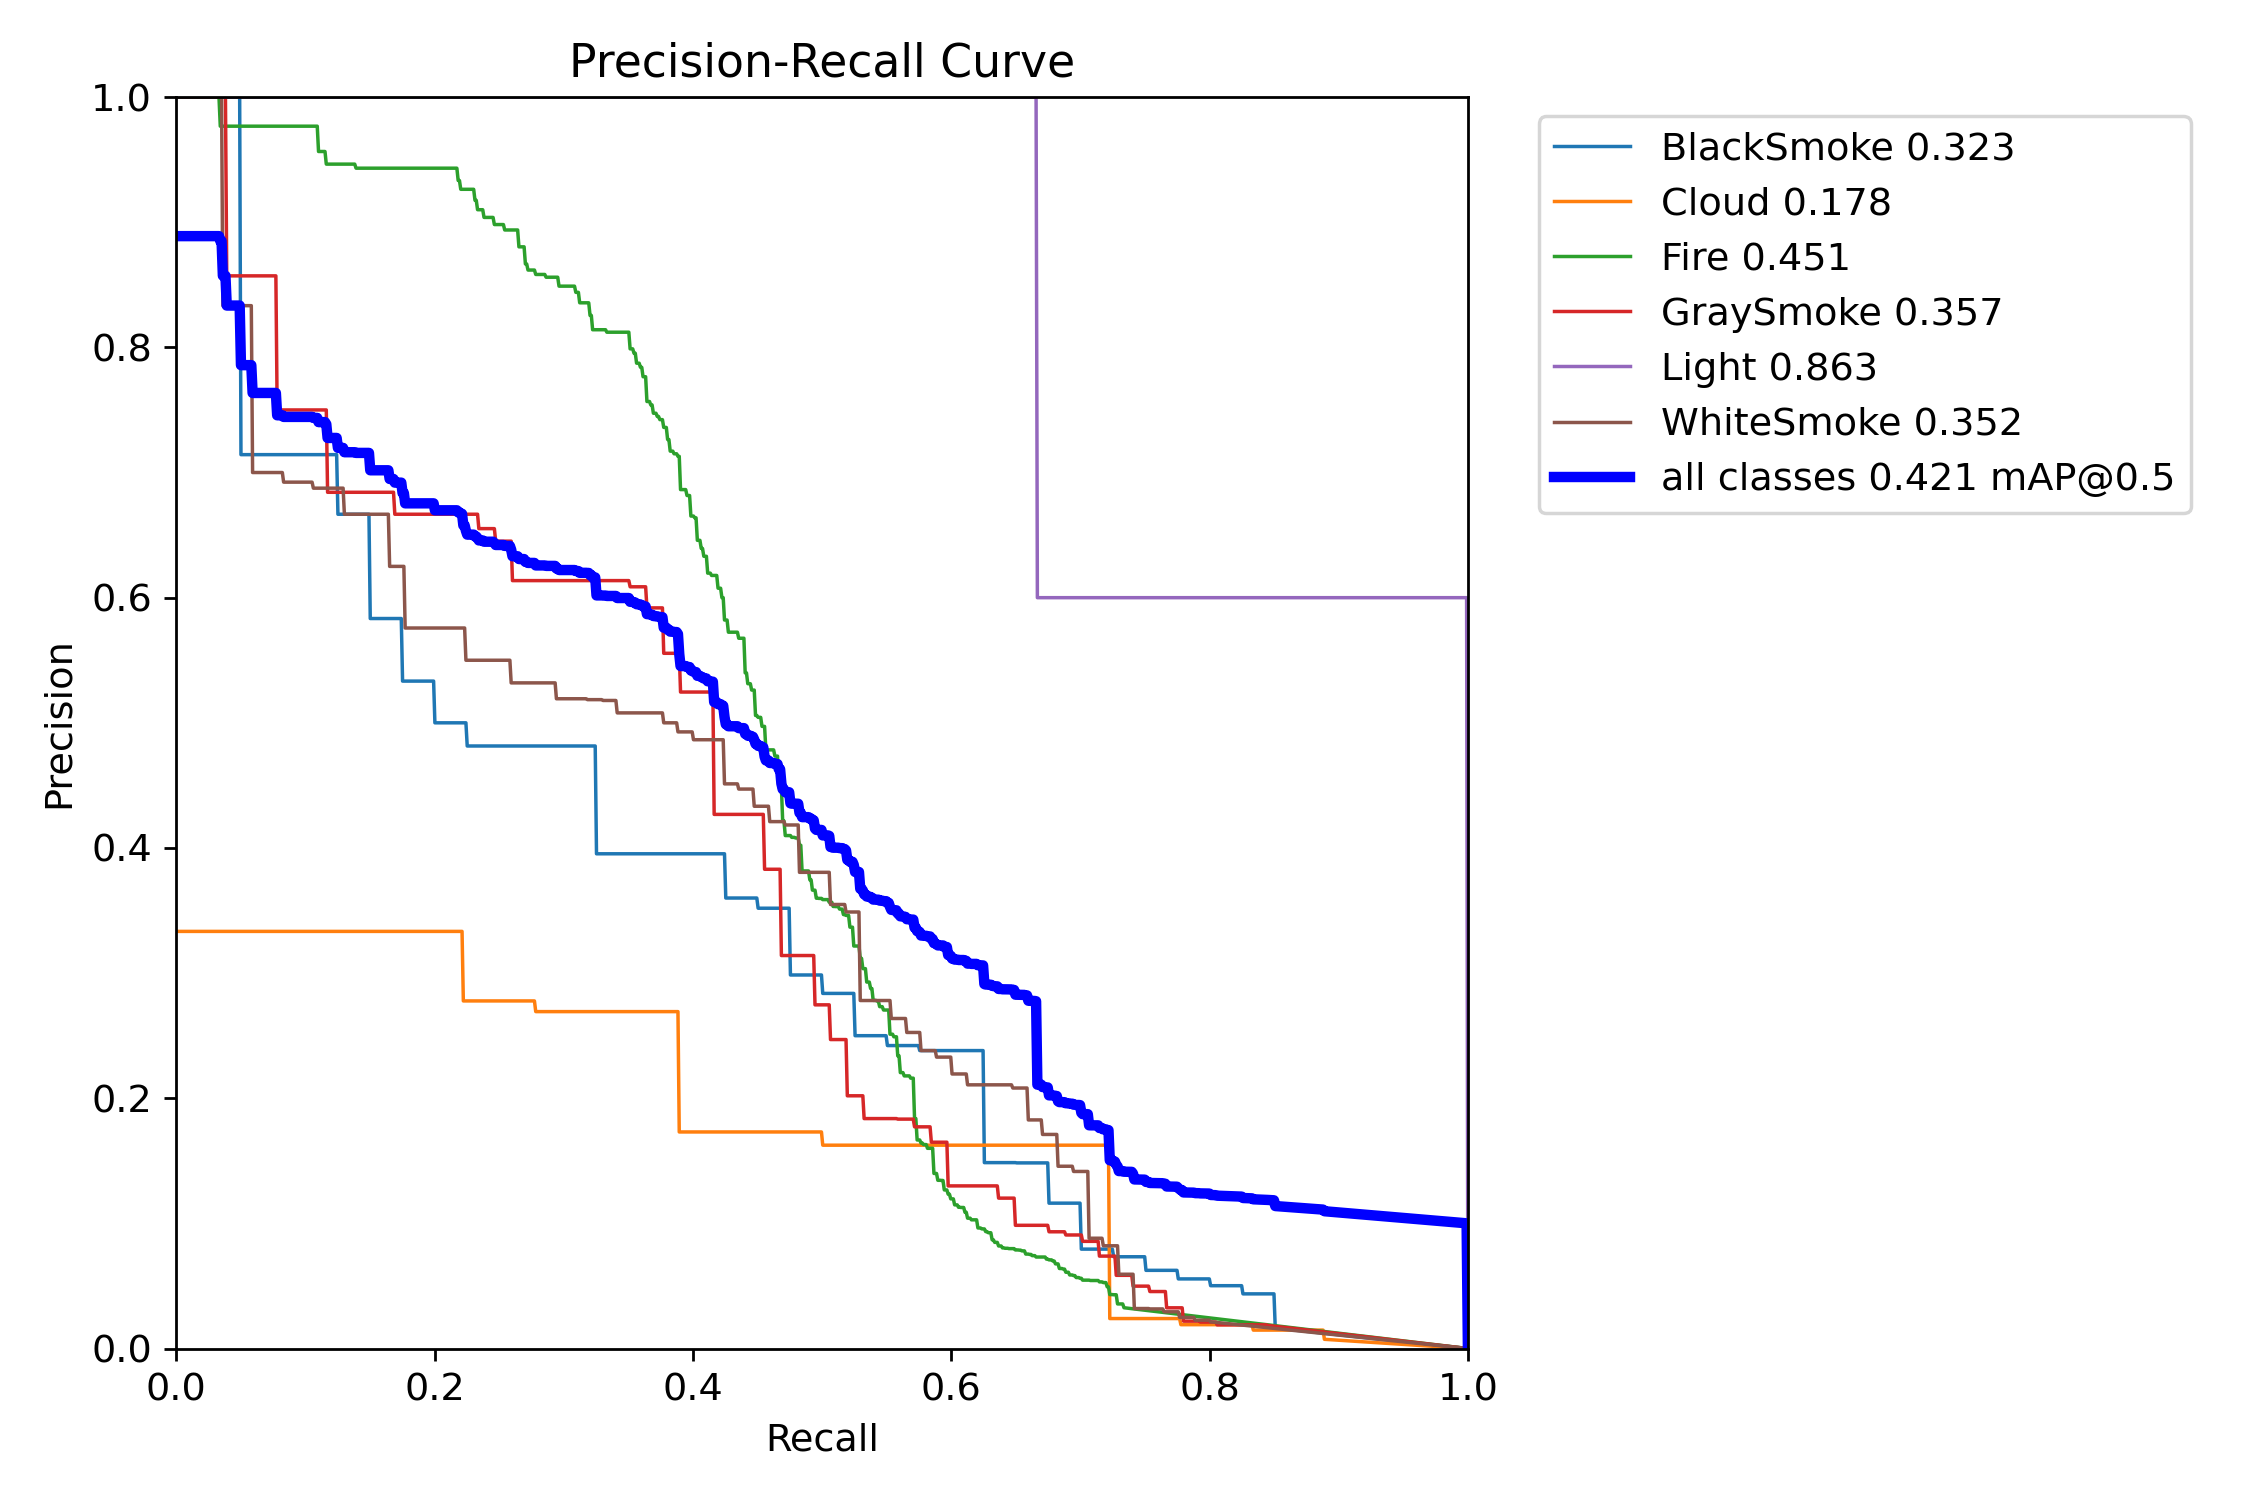 Precision-Recall Curve
1.0
0.8
0.6
0.4
0.2
0.0
Precision
0.0 0.2 0.4 0.6 0.8 1.0
Recall
BlackSmoke 0.323
Cloud 0.178
Fire 0.451
GraySmoke 0.357
Light 0.863
WhiteSmoke 0.352
all classes 0.421 mAP@0.5